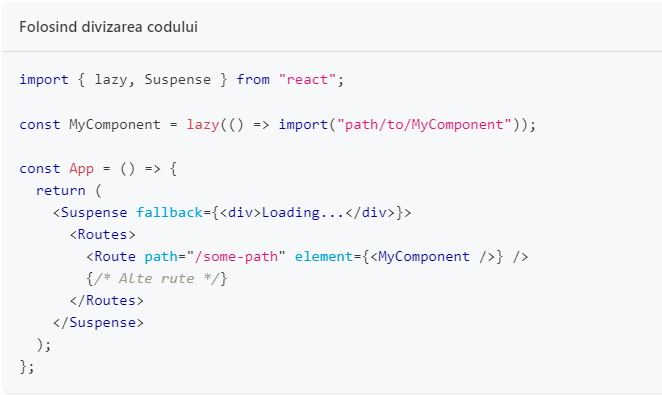 Folosind divizarea codului
import { lazy, Suspense } from "react";
const MyComponent = lazy(() => import("path/to/MyComponent"));
const App = () => {
  return (
    <Suspense fallback={<div>Loading...</div>}>
      <Routes>
        <Route path="/some-path" element={<MyComponent />} />
        {/* Alte rute */}
      </Routes>
    </Suspense>
  );
};